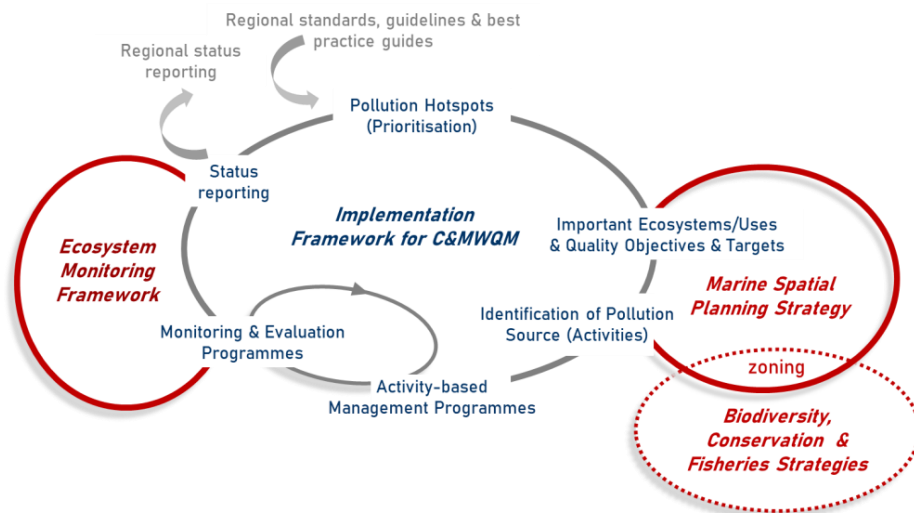 Regional standards, guidelines & best
practice guides
Regional status
reporting
Pollution Hotspots
(Prioritisation)
Status
reporting
Implementation
Framework for C&MWQM
Important Ecosystems/Uses
& Quality Objectives & Targets
Ecosystem
Monitoring
Framework
Marine Spatial
Planning Strategy
Identification of Pollution
Source (Activities)
Monitoring & Evaluation
Programmes
Activity-based
Management Programmes
zoning
Biodiversity,
Conservation &
Fisheries Strategies